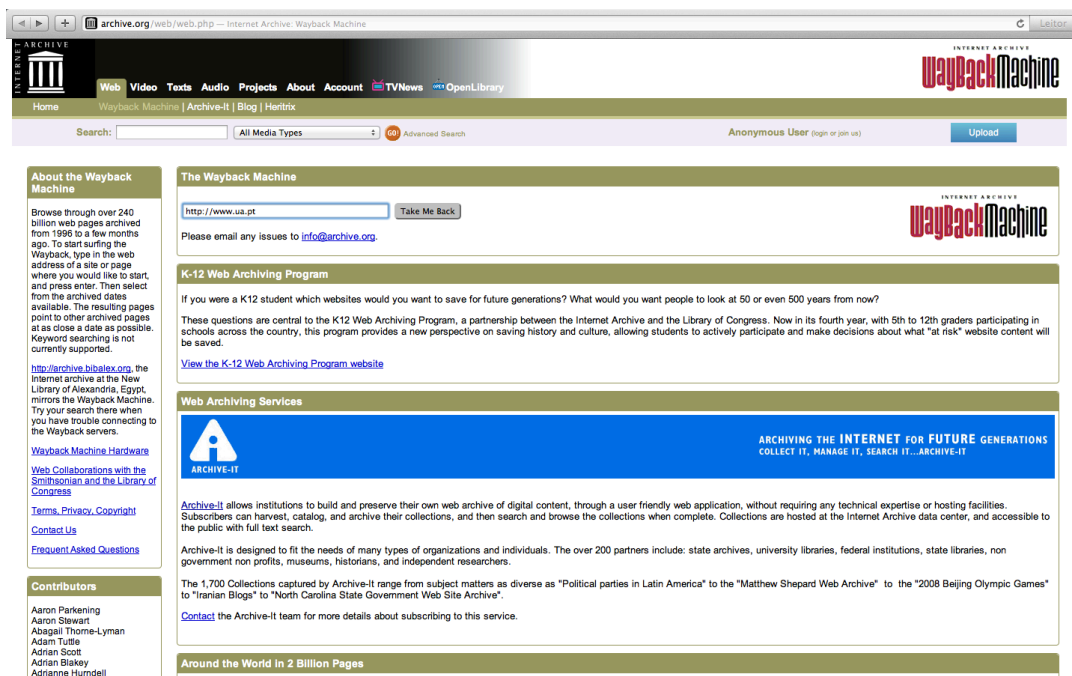 archive.org/web/web.php — Internet Archive: Wayback Machine
Leitor
INTERNET ARCHIVE
Web Video Texts Audio Projects About Account TVNews OPEN OpenLibrary
INTERNET ARCHIVE
WayBackMachine
Home Wayback Machine | Archive-It | Blog | Heritrix
Search: All Media Types GO! Advanced Search Anonymous User (login or join us) Upload
About the Wayback
Machine
Browse through over 240
billion web pages archived
from 1996 to a few months
ago. To start surfing the
Wayback, type in the web
address of a site or page
where you would like to start,
and press enter. Then select
from the archived dates
available. The resulting pages
point to other archived pages
at as close a date as possible.
Keyword searching is not
currently supported.
http://archive.bibalex.org, the
Internet archive at the New
Library of Alexandria, Egypt,
mirrors the Wayback Machine.
Try your search there when
you have trouble connecting to
the Wayback servers.
Wayback Machine Hardware
Web Collaborations with the
Smithsonian and the Library of
Congress
Terms, Privacy, Copyright
Contact Us
Frequent Asked Questions
Contributors
Aaron Parkening
Aaron Stewart
Abagail Thorne-Lyman
Adam Tuttle
Adrian Scott
Adrian Blakey
Adrianne Hurndell
The Wayback Machine
http://www.ua.pt Take Me Back
INTERNET ARCHIVE
WayBackMachine
Please email any issues to info@archive.org.
K-12 Web Archiving Program
If you were a K12 student which websites would you want to save for future generations? What would you want people to look at 50 or even 500 years from now?
These questions are central to the K12 Web Archiving Program, a partnership between the Internet Archive and the Library of Congress. Now in its fourth year, with 5th to 12th graders participating in
schools across the country, this program provides a new perspective on saving history and culture, allowing students to actively participate and make decisions about what "at risk" website content will
be saved.
View the K-12 Web Archiving Program website
Web Archiving Services
ARCHIVE-IT
ARCHIVING THE INTERNET FOR FUTURE GENERATIONS
COLLECT IT, MANAGE IT, SEARCH IT...ARCHIVE-IT
Archive-It allows institutions to build and preserve their own web archive of digital content, through a user friendly web application, without requiring any technical expertise or hosting facilities.
Subscribers can harvest, catalog, and archive their collections, and then search and browse the collections when complete. Collections are hosted at the Internet Archive data center, and accessible to
the public with full text search.
Archive-It is designed to fit the needs of many types of organizations and individuals. The over 200 partners include: state archives, university libraries, federal institutions, state libraries, non
government non profits, museums, historians, and independent researchers.
The 1,700 Collections captured by Archive-It range from subject matters as diverse as "Political parties in Latin America" to the "Matthew Shepard Web Archive" to the "2008 Beijing Olympic Games"
to "Iranian Blogs" to "North Carolina State Government Web Site Archive".
Contact the Archive-It team for more details about subscribing to this service.
Around the World in 2 Billion Pages